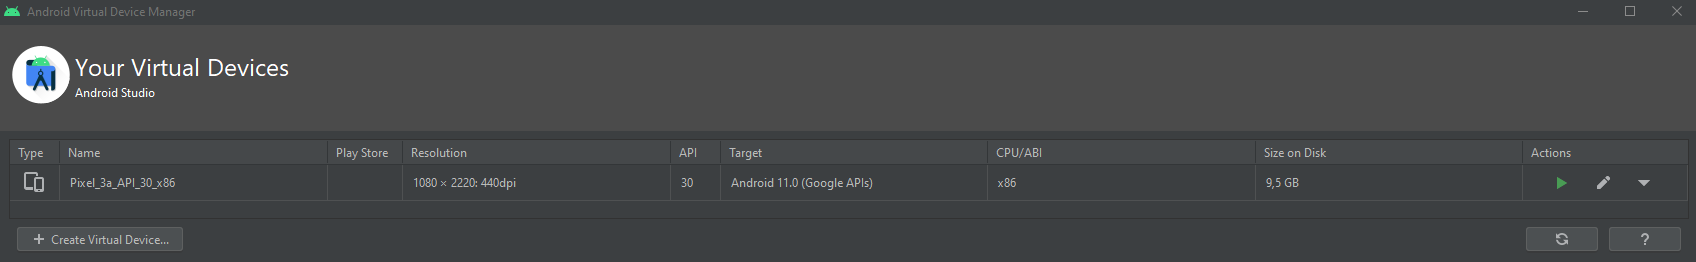 Android Virtual Device Manager
Your Virtual Devices
Android Studio
Type Name Play Store Resolution API Target CPU/ABI Size on Disk Actions
Pixel_3a_API_30_x86 1080 × 2220: 440dpi 30 Android 11.0 (Google APIs) x86 9,5 GB
+ Create Virtual Device... ?